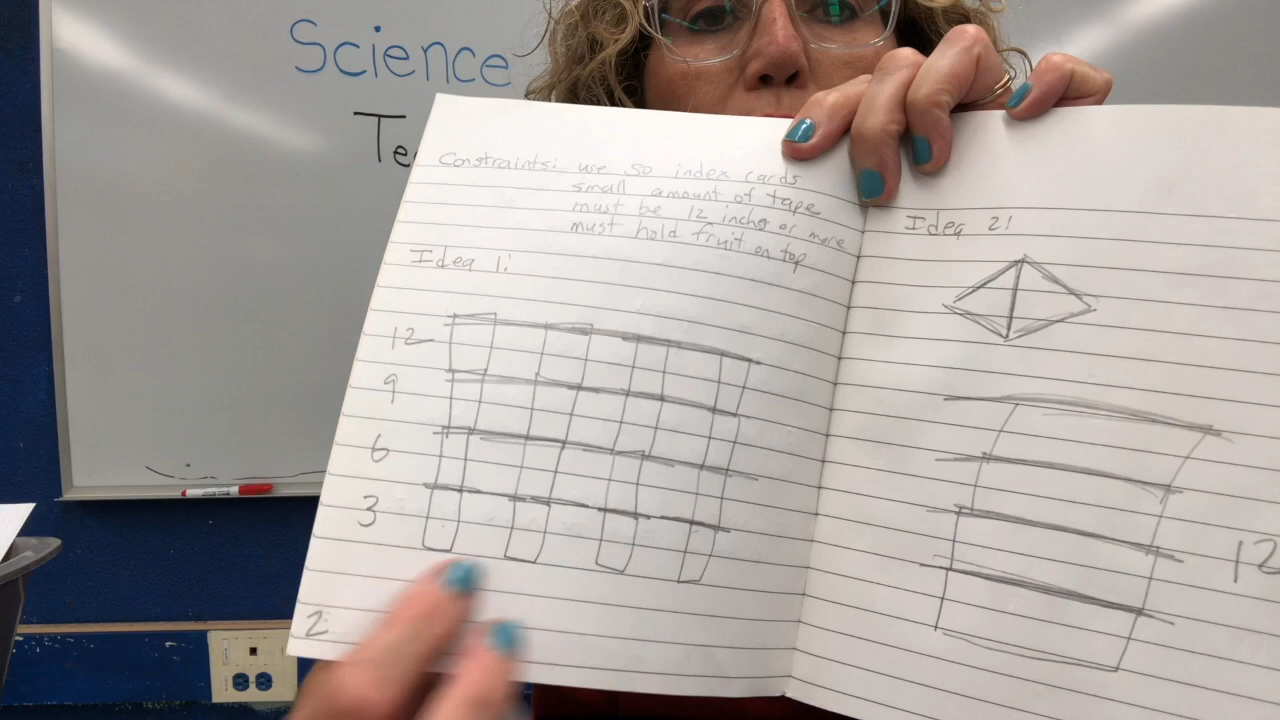 Science
Te
Constraints: use 50 index cards
small amount of tape
must be 12 inches or more
must hold fruit on top
Idea 1:
12
9
6
3
2
Idea 2!
12